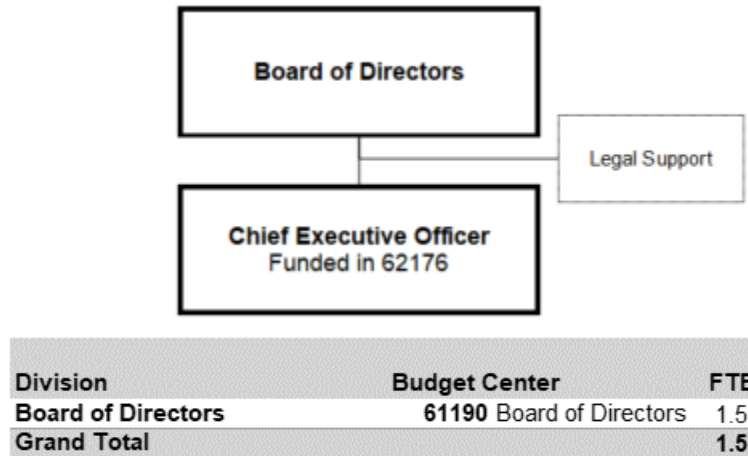 Board of Directors
Legal Support
Chief Executive Officer
Funded in 62176
Division Budget Center FTE
Board of Directors 61190 Board of Directors 1.5
Grand Total 1.5